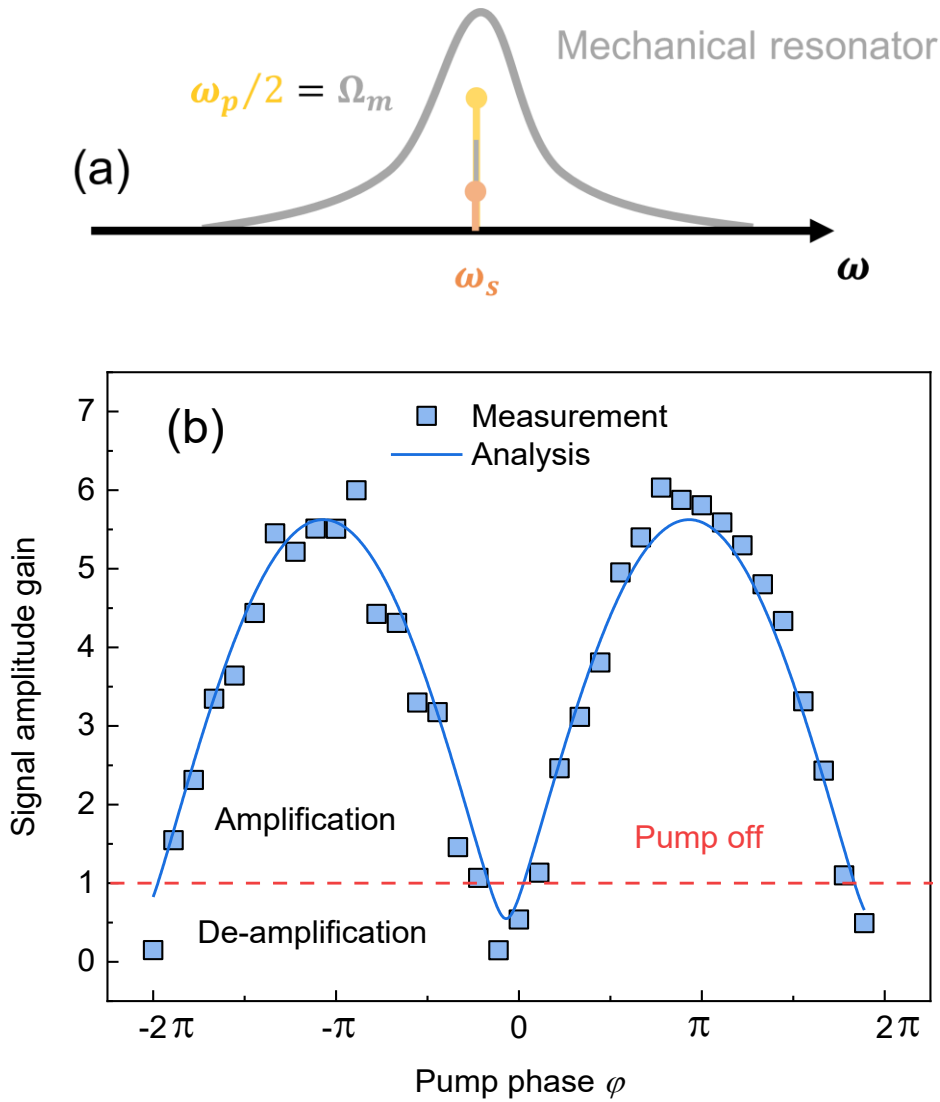 Mechanical resonator
ωₚ/2 = Ωₘ
(a)
ωₛ
ω
(b)
Measurement
Analysis
Signal amplitude gain
7
6
5
4
3
2
1
0
Amplification
Pump off
De-amplification
-2π -π 0 π 2π
Pump phase φ